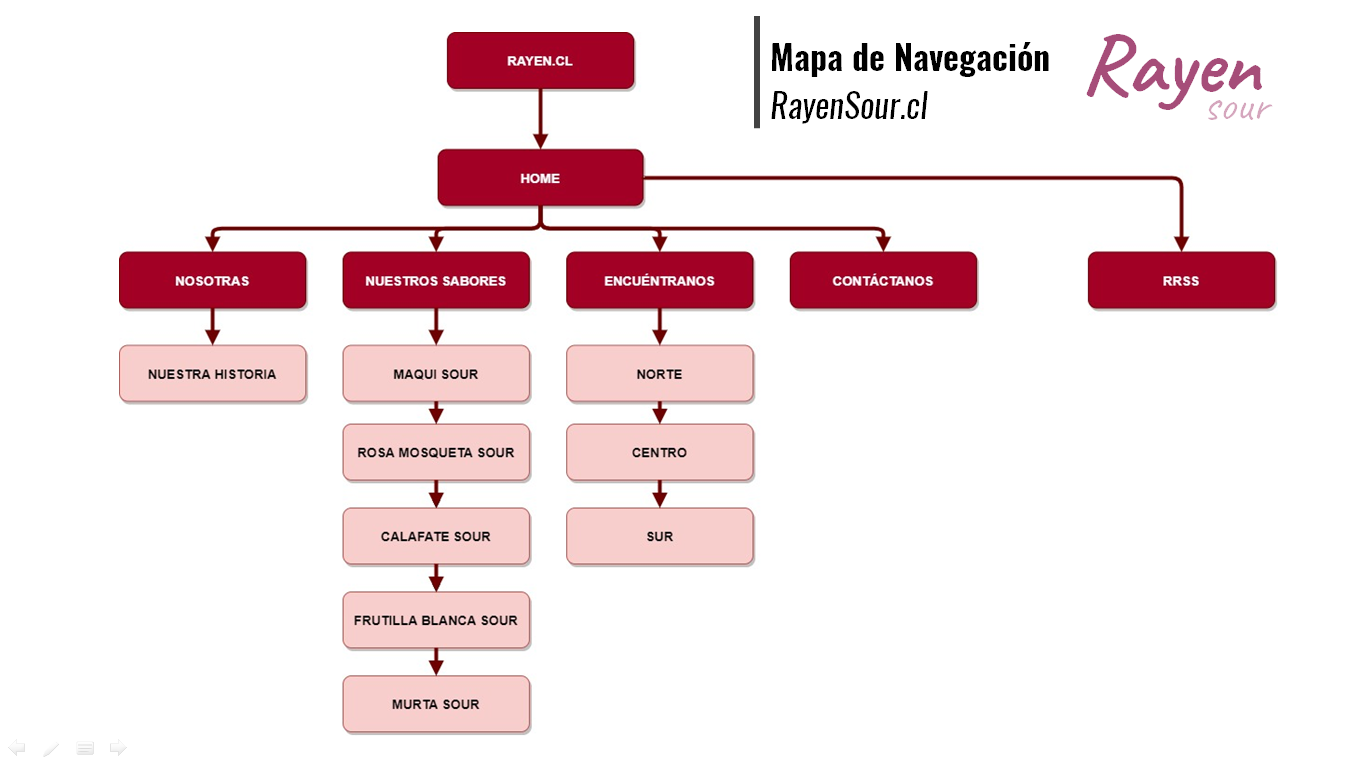 RAYEN.CL
Mapa de Navegación
RayenSour.cl
Rayen
sour
HOME
NOSOTRAS
NUESTROS SABORES
ENCUÉNTRANOS
CONTÁCTANOS
RRSS
NUESTRA HISTORIA
MAQUI SOUR
NORTE
ROSA MOSQUETA SOUR
CENTRO
CALAFATE SOUR
SUR
FRUTILLA BLANCA SOUR
MURTA SOUR